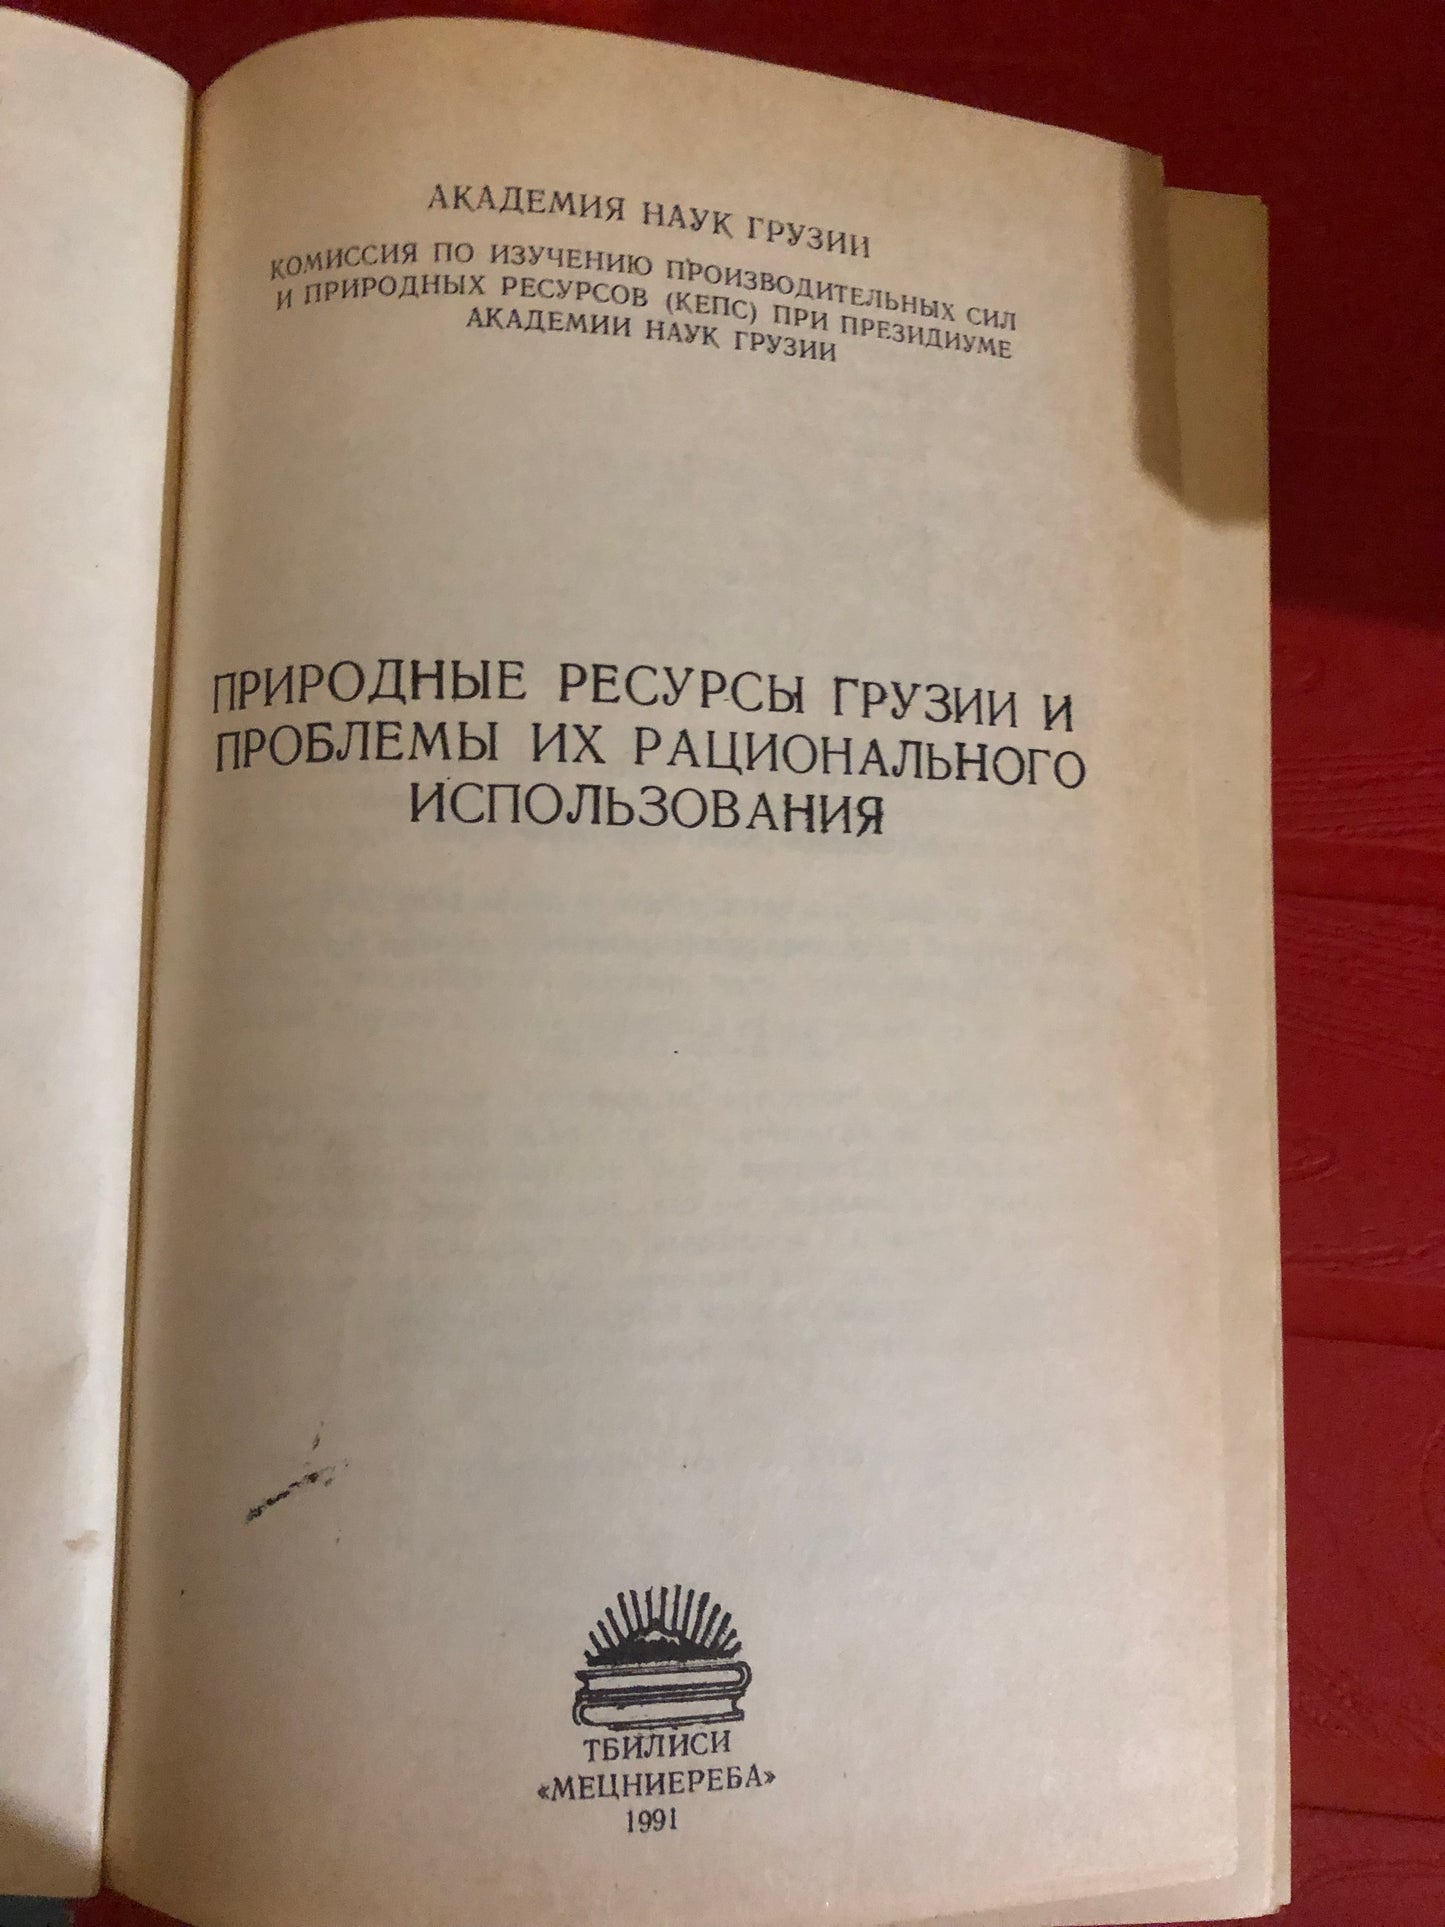 АКАДЕМИЯ НАУК ГРУЗИИ
КОМИССИЯ ПО ИЗУЧЕНИЮ ПРОИЗВОДИТЕЛЬНЫХ СИЛ
И ПРИРОДНЫХ РЕСУРСОВ (КЕПС) ПРИ ПРЕЗИДИУМЕ
АКАДЕМИИ НАУК ГРУЗИИ
ПРИРОДНЫЕ РЕСУРСЫ ГРУЗИИ И
ПРОБЛЕМЫ ИХ РАЦИОНАЛЬНОГО
ИСПОЛЬЗОВАНИЯ
ТБИЛИСИ
«МЕЦНИЕРЕБА»
1991